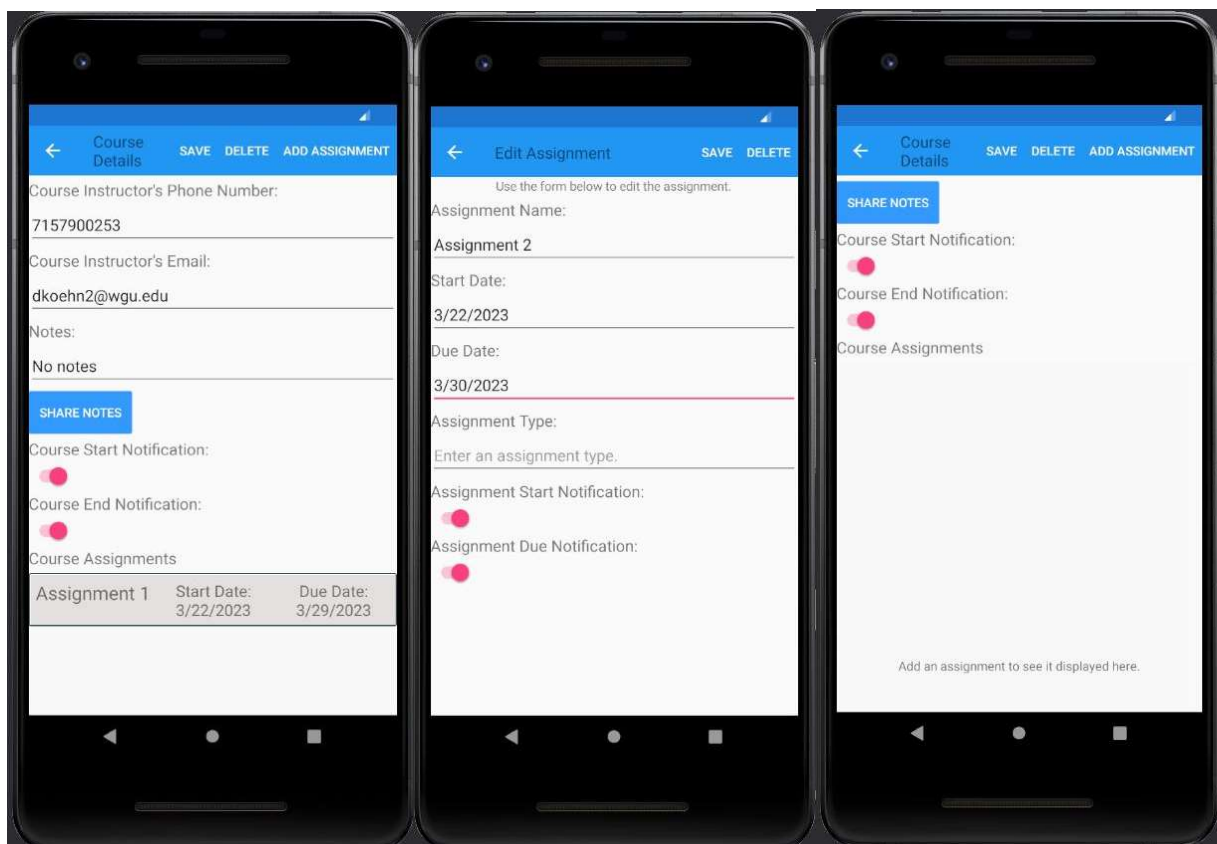 Course
Details
SAVE DELETE ADD ASSIGNMENT
Course Instructor's Phone Number:
7157900253
Course Instructor's Email:
dkoehn2@wgu.edu
Notes:
No notes
SHARE NOTES
Course Start Notification:
Course End Notification:
Course Assignments
Assignment 1
Start Date:
3/22/2023
Due Date:
3/29/2023
Edit Assignment
SAVE DELETE
Use the form below to edit the assignment.
Assignment Name:
Assignment 2
Start Date:
3/22/2023
Due Date:
3/30/2023
Assignment Type:
Enter an assignment type.
Assignment Start Notification:
Assignment Due Notification:
Course
Details
SAVE DELETE ADD ASSIGNMENT
SHARE NOTES
Course Start Notification:
Course End Notification:
Course Assignments
Add an assignment to see it displayed here.